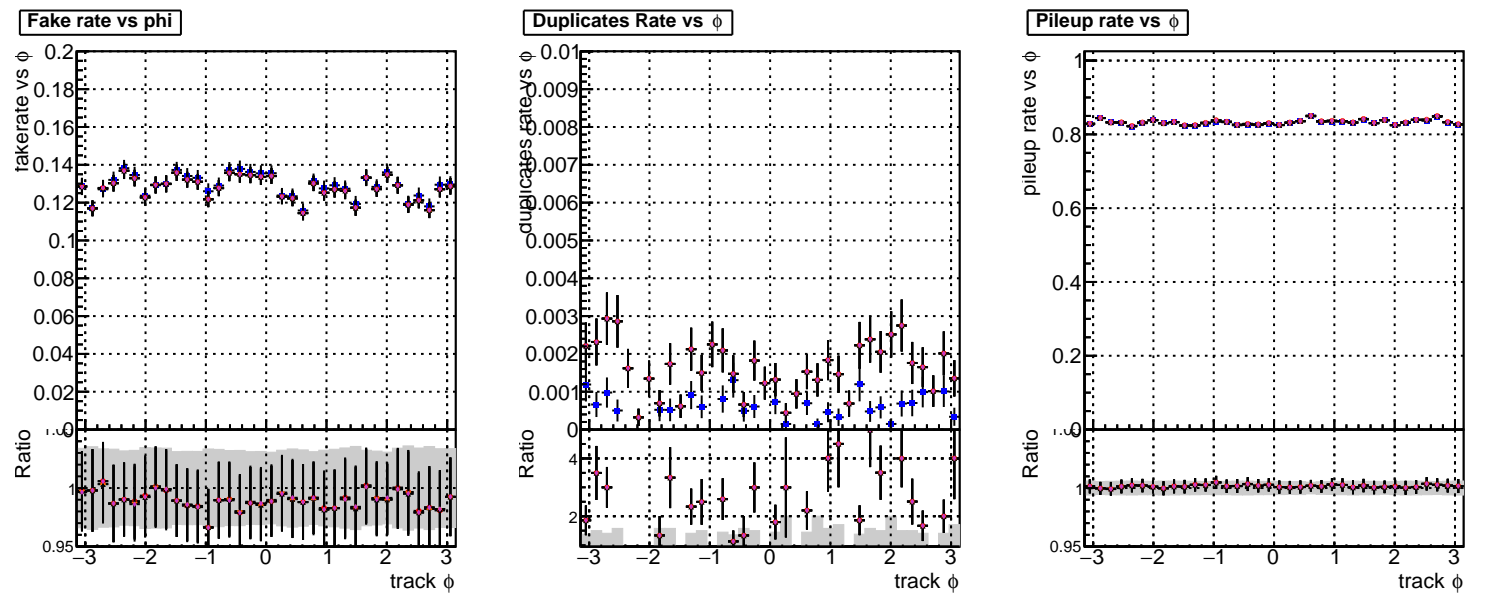 Fake rate vs phi
fakerate vs ϕ
0.2
0.18
0.16
0.14
0.12
0.1
0.08
0.06
0.04
0.02
0
Ratio
1
0.95
−3 −2 −1 0 1 2 3
track ϕ
Duplicates Rate vs ϕ
duplicates rate vs ϕ
0.01
0.009
0.008
0.007
0.006
0.005
0.004
0.003
0.002
0.001
0
Ratio
4
2
−3 −2 −1 0 1 2 3
track ϕ
Pileup rate vs ϕ
pileup rate vs ϕ
1
0.8
0.6
0.4
0.2
0
Ratio
1
0.95
−3 −2 −1 0 1 2 3
track ϕ